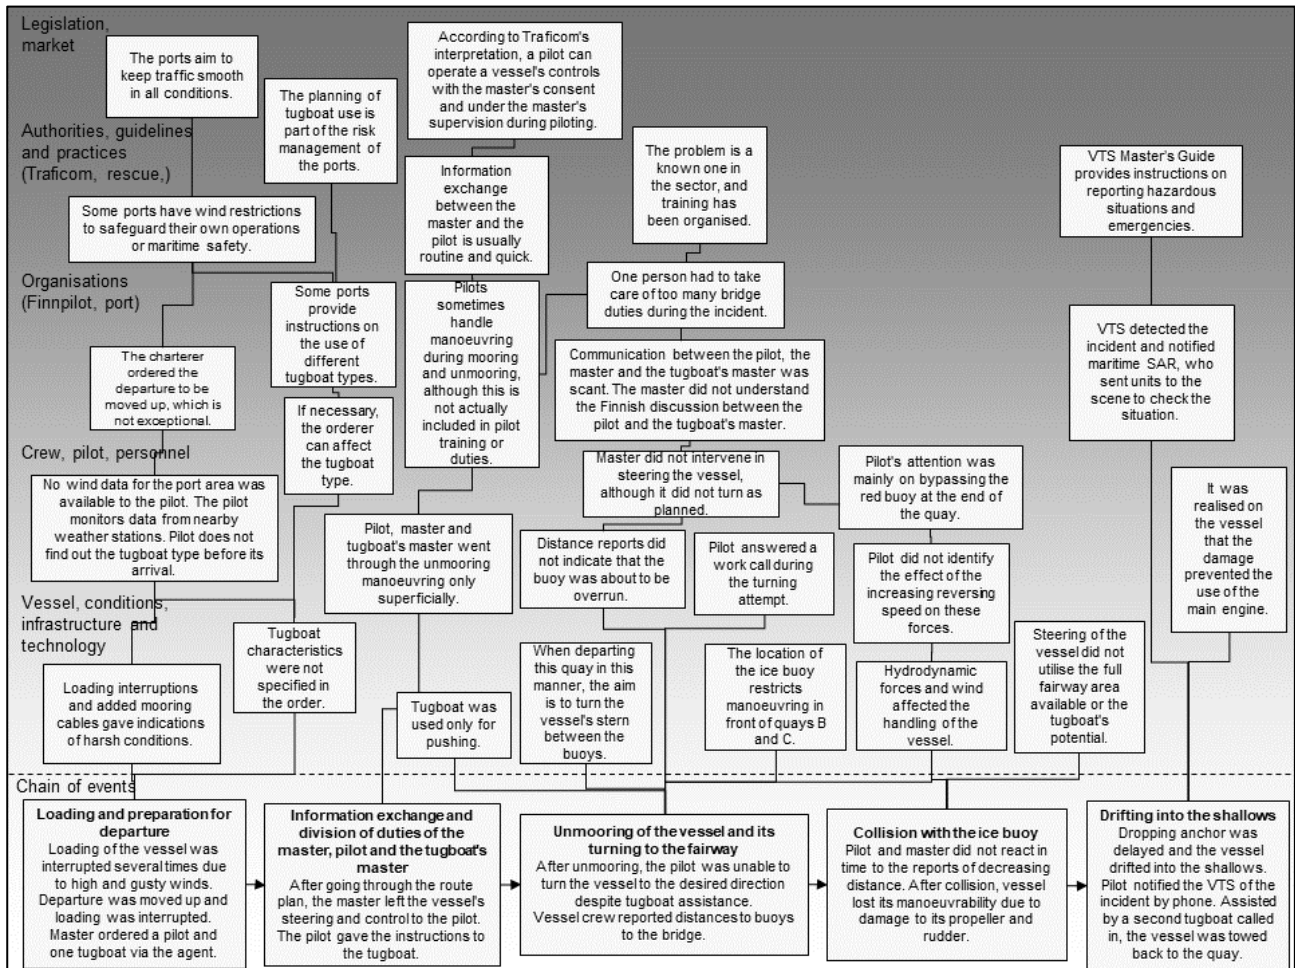 Legislation,
market
The ports aim to
keep traffic smooth
in all conditions.
The planning of
tugboat use is
part of the risk
management of
the ports.
According to Traficom's
interpretation, a pilot can
operate a vessel's controls
with the master's consent
and under the master's
supervision during piloting.
Authorities, guidelines
and practices
(Traficom, rescue,)
Information
exchange
between the
master and the
pilot is usually
routine and quick.
The problem is a
known one in
the sector, and
training has
been organised.
VTS Master's Guide
provides instructions on
reporting hazardous
situations and
emergencies.
Some ports have wind restrictions
to safeguard their own operations
or maritime safety.
Organisations
(Finnpilot, port)
Some ports
provide
instructions on
the use of
different
tugboat types.
Pilots
sometimes
handle
manoeuvring
during mooring
and unmooring,
although this is
not actually
included in pilot
training or
duties.
One person had to take
care of too many bridge
duties during the incident.
VTS detected the
incident and notified
maritime SAR, who
sent units to the
scene to check the
situation.
The charterer
ordered the
departure to be
moved up, which
is not exceptional.
Communication between the pilot, the
master and the tugboat's master was
scant. The master did not understand
the Finnish discussion between the
pilot and the tugboat's master.
If necessary,
the orderer
can affect
the tugboat
type.
Crew, pilot, personnel
No wind data for the port area was
available to the pilot. The pilot
monitors data from nearby
weather stations. Pilot does not
find out the tugboat type before its
arrival.
Master did not intervene in
steering the vessel,
although it did not turn as
planned.
Pilot's attention was
mainly on bypassing the
red buoy at the end of
the quay.
It was
realised on
the vessel
that the
damage
prevented the
use of the
main engine.
Pilot, master and
tugboat's master went
through the unmooring
manoeuvring only
superficially.
Distance reports did
not indicate that the
buoy was about to be
overrun.
Pilot answered a
work call during
the turning
attempt.
Pilot did not identify
the effect of the
increasing reversing
speed on these
forces.
Vessel, conditions,
infrastructure and
technology
Tugboat
characteristics
were not
specified in
the order.
Steering of the
vessel did not
utilise the full
fairway area
available or the
tugboat's
potential.
Loading interruptions
and added mooring
cables gave indications
of harsh conditions.
Tugboat was
used only for
pushing.
When departing
this quay in this
manner, the aim
is to turn the
vessel's stern
between the
buoys.
The location of
the ice buoy
restricts
manoeuvring in
front of quays B
and C.
Hydrodynamic
forces and wind
affected the
handling of the
vessel.
Chain of events
Loading and preparation for
departure
Loading of the vessel was
interrupted several times due
to high and gusty winds.
Departure was moved up and
loading was interrupted.
Master ordered a pilot and
one tugboat via the agent.
Information exchange and
division of duties of the
master, pilot and the tugboat's
master
After going through the route
plan, the master left the vessel's
steering and control to the pilot.
The pilot gave the instructions to
the tugboat.
Unmooring of the vessel and its
turning to the fairway
After unmooring, the pilot was unable to
turn the vessel to the desired direction
despite tugboat assistance.
Vessel crew reported distances to buoys
to the bridge.
Collision with the ice buoy
Pilot and master did not react in
time to the reports of decreasing
distance. After collision, vessel
lost its manoeuvrability due to
damage to its propeller and
rudder.
Drifting into the shallows
Dropping anchor was
delayed and the vessel
drifted into the shallows.
Pilot notified the VTS of the
incident by phone. Assisted
by a second tugboat called
in, the vessel was towed
back to the quay.